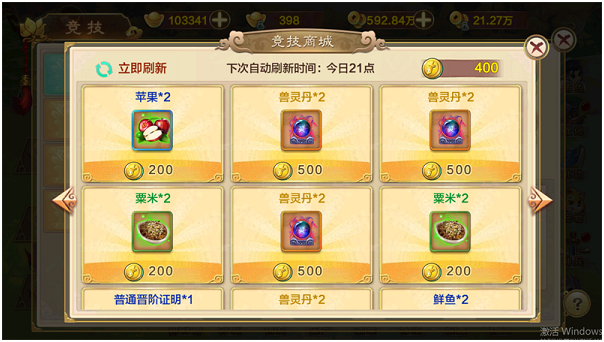 竞技
103341
398
592.84万
21.27万
竞技商城
立即刷新
下次自动刷新时间：今日21点
400
苹果*2
兽灵丹*2
兽灵丹*2
200
500
500
粟米*2
兽灵丹*2
粟米*2
200
500
200
普通晋阶证明*1
兽灵丹*2
鲜鱼*2
?
激活 Windows